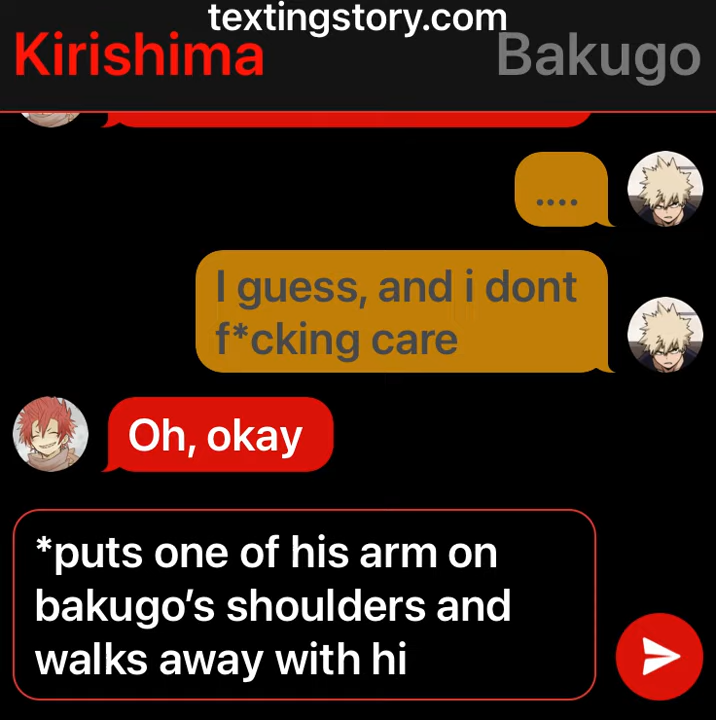 textingstory.com
Kirishima
Bakugo
....
I guess, and i dont
f*cking care
Oh, okay
*puts one of his arm on
bakugo’s shoulders and
walks away with hi